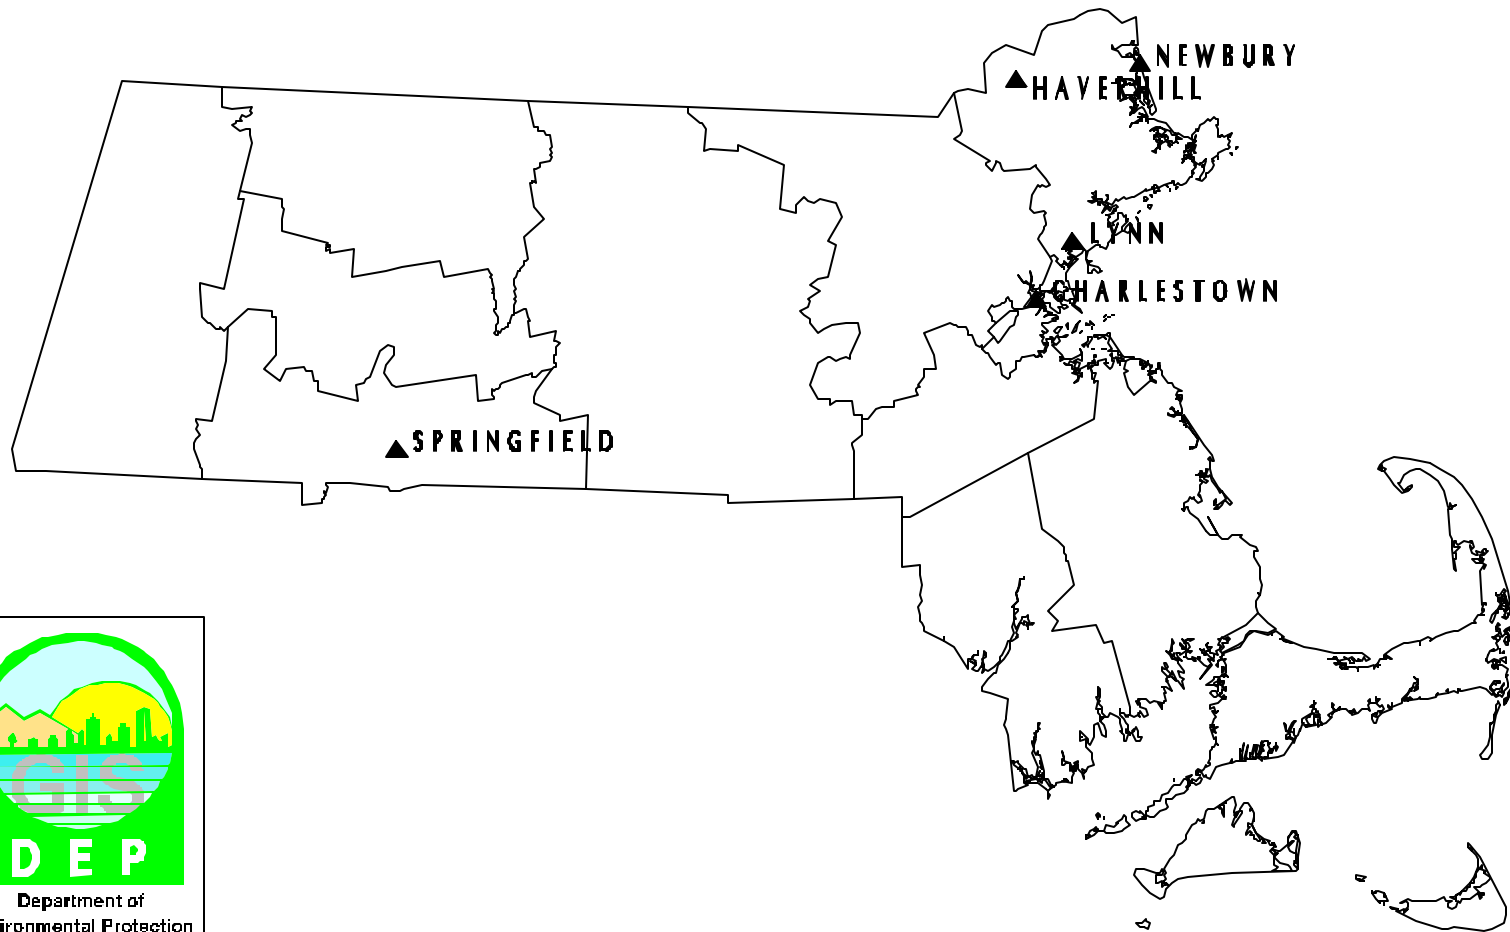 NEWBURY
HAVERHILL
LYNN
CHARLESTOWN
SPRINGFIELD
GIS
DEP
Department of
ironmental Protection